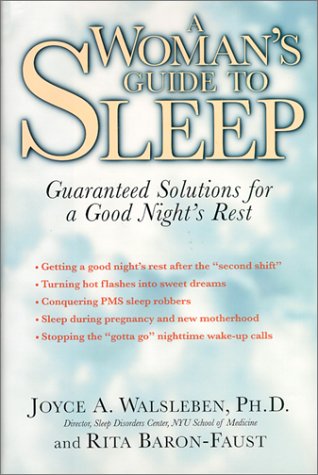 A
WOMAN'S
GUIDE TO
SLEEP
Guaranteed Solutions for
a Good Night's Rest
• Getting a good night's rest after the "second shift"
• Turning hot flashes into sweet dreams
• Conquering PMS sleep robbers
• Sleep during pregnancy and new motherhood
• Stopping the "gotta go" nighttime wake-up calls
JOYCE A. WALSLEBEN, PH.D.
Director, Sleep Disorders Center, NYU School of Medicine
AND RITA BARON-FAUST